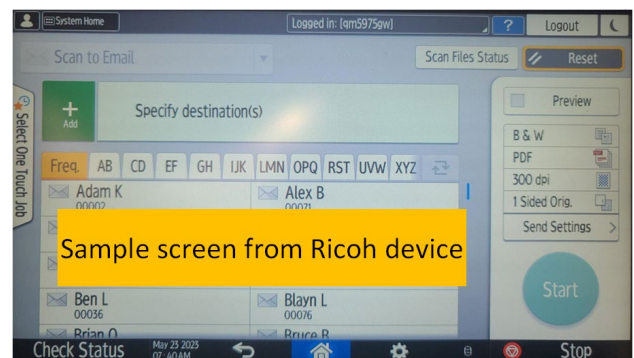 System Home
Logged in: [qm5975gw]
?
Logout
Scan to Email
Scan Files Status
Reset
Select One Touch Job
+
Add
Specify destination(s)
Preview
B & W
PDF
300 dpi
1 Sided Orig.
Send Settings >
Freq. AB CD EF GH IJK LMN OPQ RST UVW XYZ
Adam K
00002
Alex B
00071
Sample screen from Ricoh device
Ben L
00036
Blayn L
00076
Brian O
Bruce B
Start
Check Status
May 23 2023
07:40AM
Stop